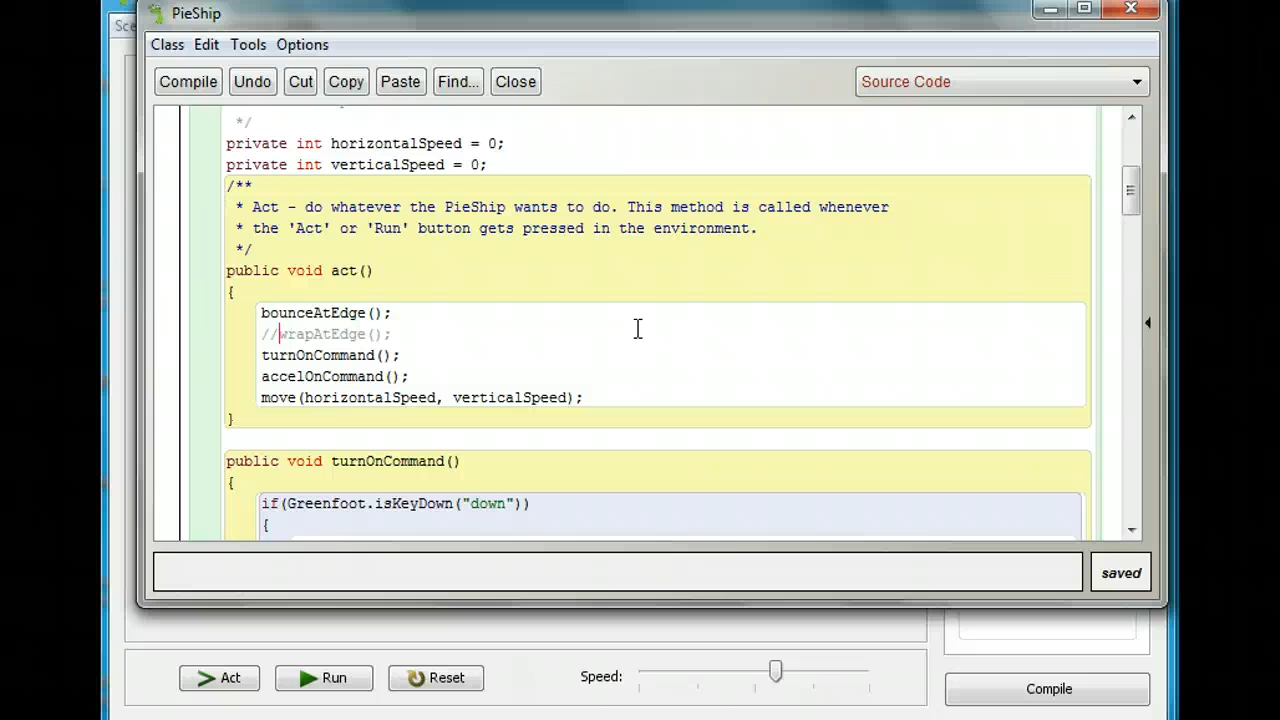 PieShip
Sce
Class Edit Tools Options
Compile Undo Cut Copy Paste Find... Close Source Code
*/
private int horizontalSpeed = 0;
private int verticalSpeed = 0;
/**
* Act - do whatever the PieShip wants to do. This method is called whenever
* the 'Act' or 'Run' button gets pressed in the environment.
*/
public void act()
{
bounceAtEdge();
//wrapAtEdge();
turnOnCommand();
accelOnCommand();
move(horizontalSpeed, verticalSpeed);
}
public void turnOnCommand()
{
if(Greenfoot.isKeyDown("down"))
{
saved
Act Run Reset Speed: Compile